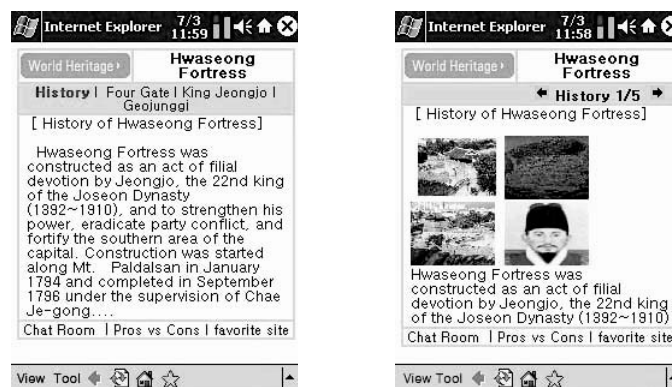 Internet Explorer 7/3 11:59
World Heritage
Hwaseong
Fortress
History | Four Gate | King Jeongjo |
Geojunggi
[ History of Hwaseong Fortress]
Hwaseong Fortress was
constructed as an act of filial
devotion by Jeongjo, the 22nd king
of the Joseon Dynasty
(1392~1910), and to strengthen his
power, eradicate party conflict, and
fortify the southern area of the
capital. Construction was started
along Mt. Paldalsan in January
1794 and completed in September
1796 under the supervision of Chae
Je-gong....
Chat Room | Pros vs Cons | favorite site
View Tool
Internet Explorer 7/3 11:58
World Heritage
Hwaseong
Fortress
History 1/5
[ History of Hwaseong Fortress]
Hwaseong Fortress was
constructed as an act of filial
devotion by Jeongjo, the 22nd king
of the Joseon Dynasty (1392~1910)
Chat Room | Pros vs Cons | favorite site
View Tool